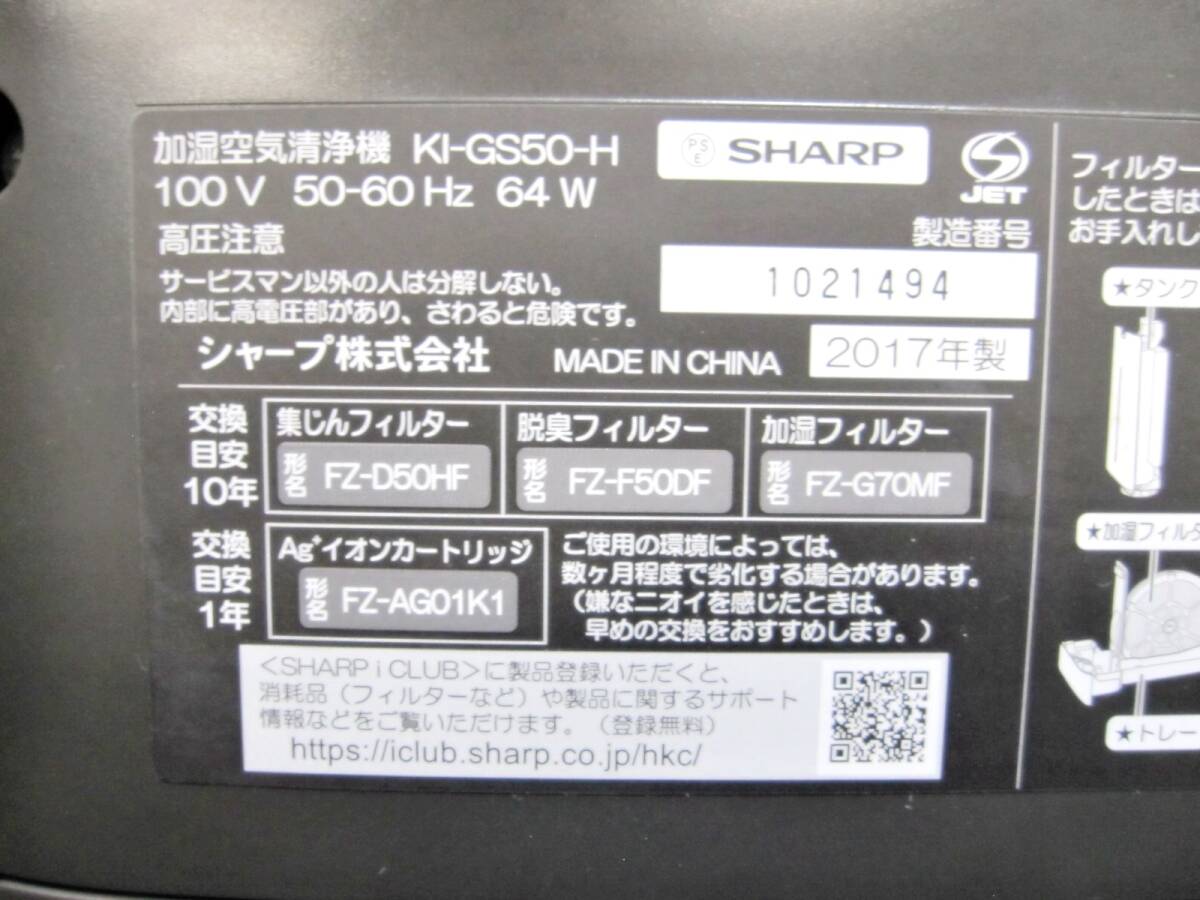 加湿空気清浄機 KI-GS50-H
PS
E
SHARP
JET
100V 50-60Hz 64W
高圧注意
製造番号
サービスマン以外の人は分解しない。
内部に高電圧部があり、さわると危険です。
1021494
シャープ株式会社 MADE IN CHINA
2017年製
交換
目安
10年
集じんフィルター
形名 FZ-D50HF
脱臭フィルター
形名 FZ-F50DF
加湿フィルター
形名 FZ-G70MF
交換
目安
1年
Ag⁺イオンカートリッジ
形名 FZ-AG01K1
ご使用の環境によっては、
数ヶ月程度で劣化する場合があります。
(嫌なニオイを感じたときは、
早めの交換をおすすめします。)
<SHARP i CLUB>に製品登録いただくと、
消耗品(フィルターなど)や製品に関するサポート
情報などをご覧いただけます。(登録無料)
https://iclub.sharp.co.jp/hkc/
フィルター
したときは
お手入れし
★タンク
★加湿フィルタ
★トレー